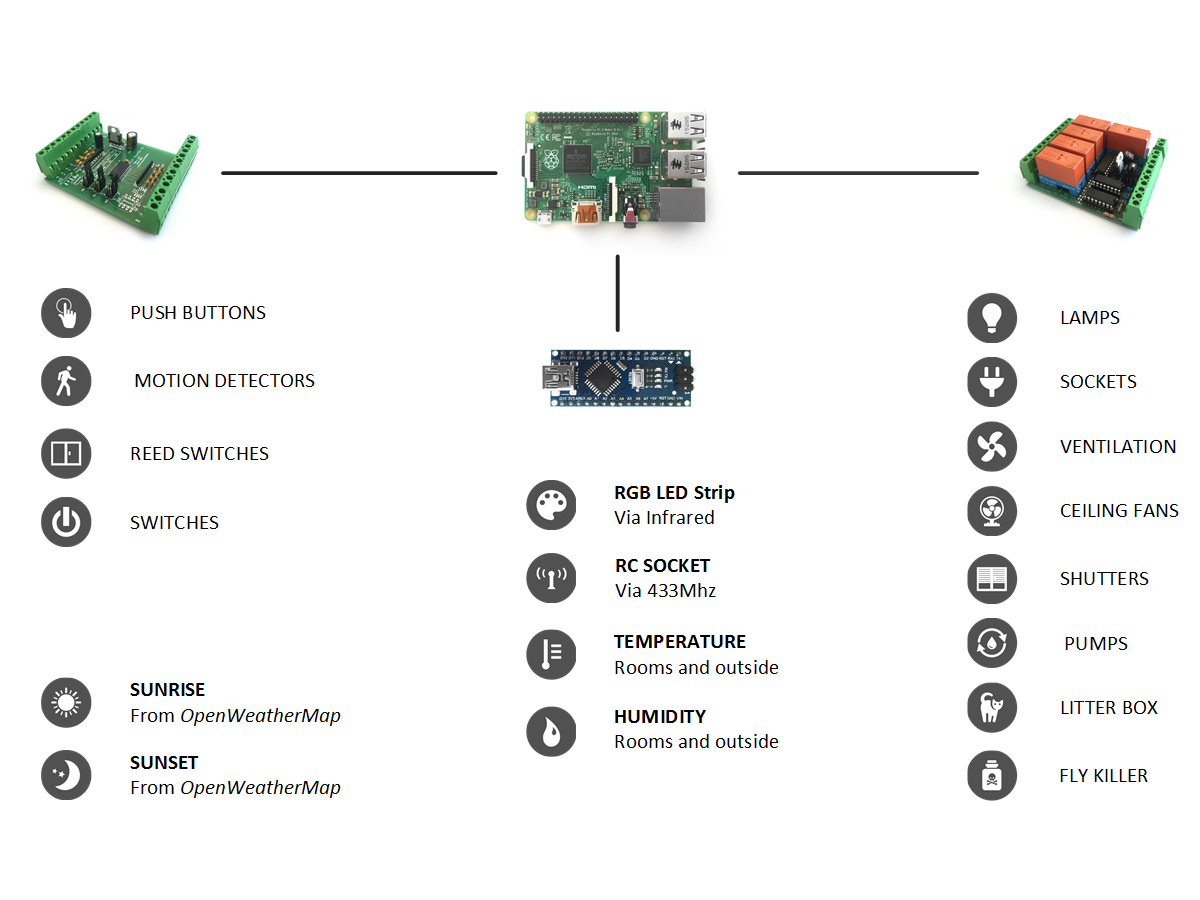 HDMI
PUSH BUTTONS
MOTION DETECTORS
REED SWITCHES
SWITCHES
SUNRISE
From OpenWeatherMap
SUNSET
From OpenWeatherMap
RGB LED Strip
Via Infrared
RC SOCKET
Via 433Mhz
TEMPERATURE
Rooms and outside
HUMIDITY
Rooms and outside
LAMPS
SOCKETS
VENTILATION
CEILING FANS
SHUTTERS
PUMPS
LITTER BOX
FLY KILLER